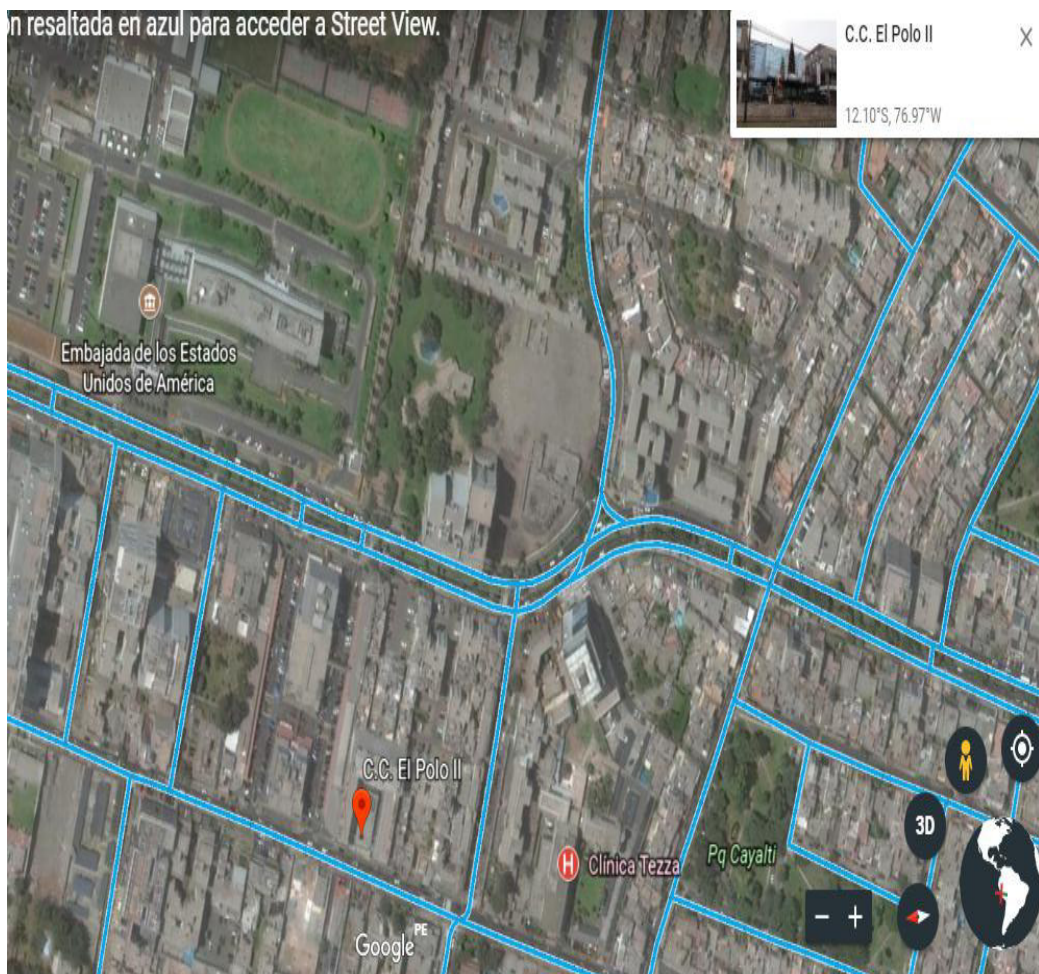 ón resaltada en azul para acceder a Street View.
C.C. El Polo II
12.10°S, 76.97°W
Embajada de los Estados
Unidos de América
C.C. El Polo II
H
Clínica Tezza
Pq Cayalti
3D
Google
PE